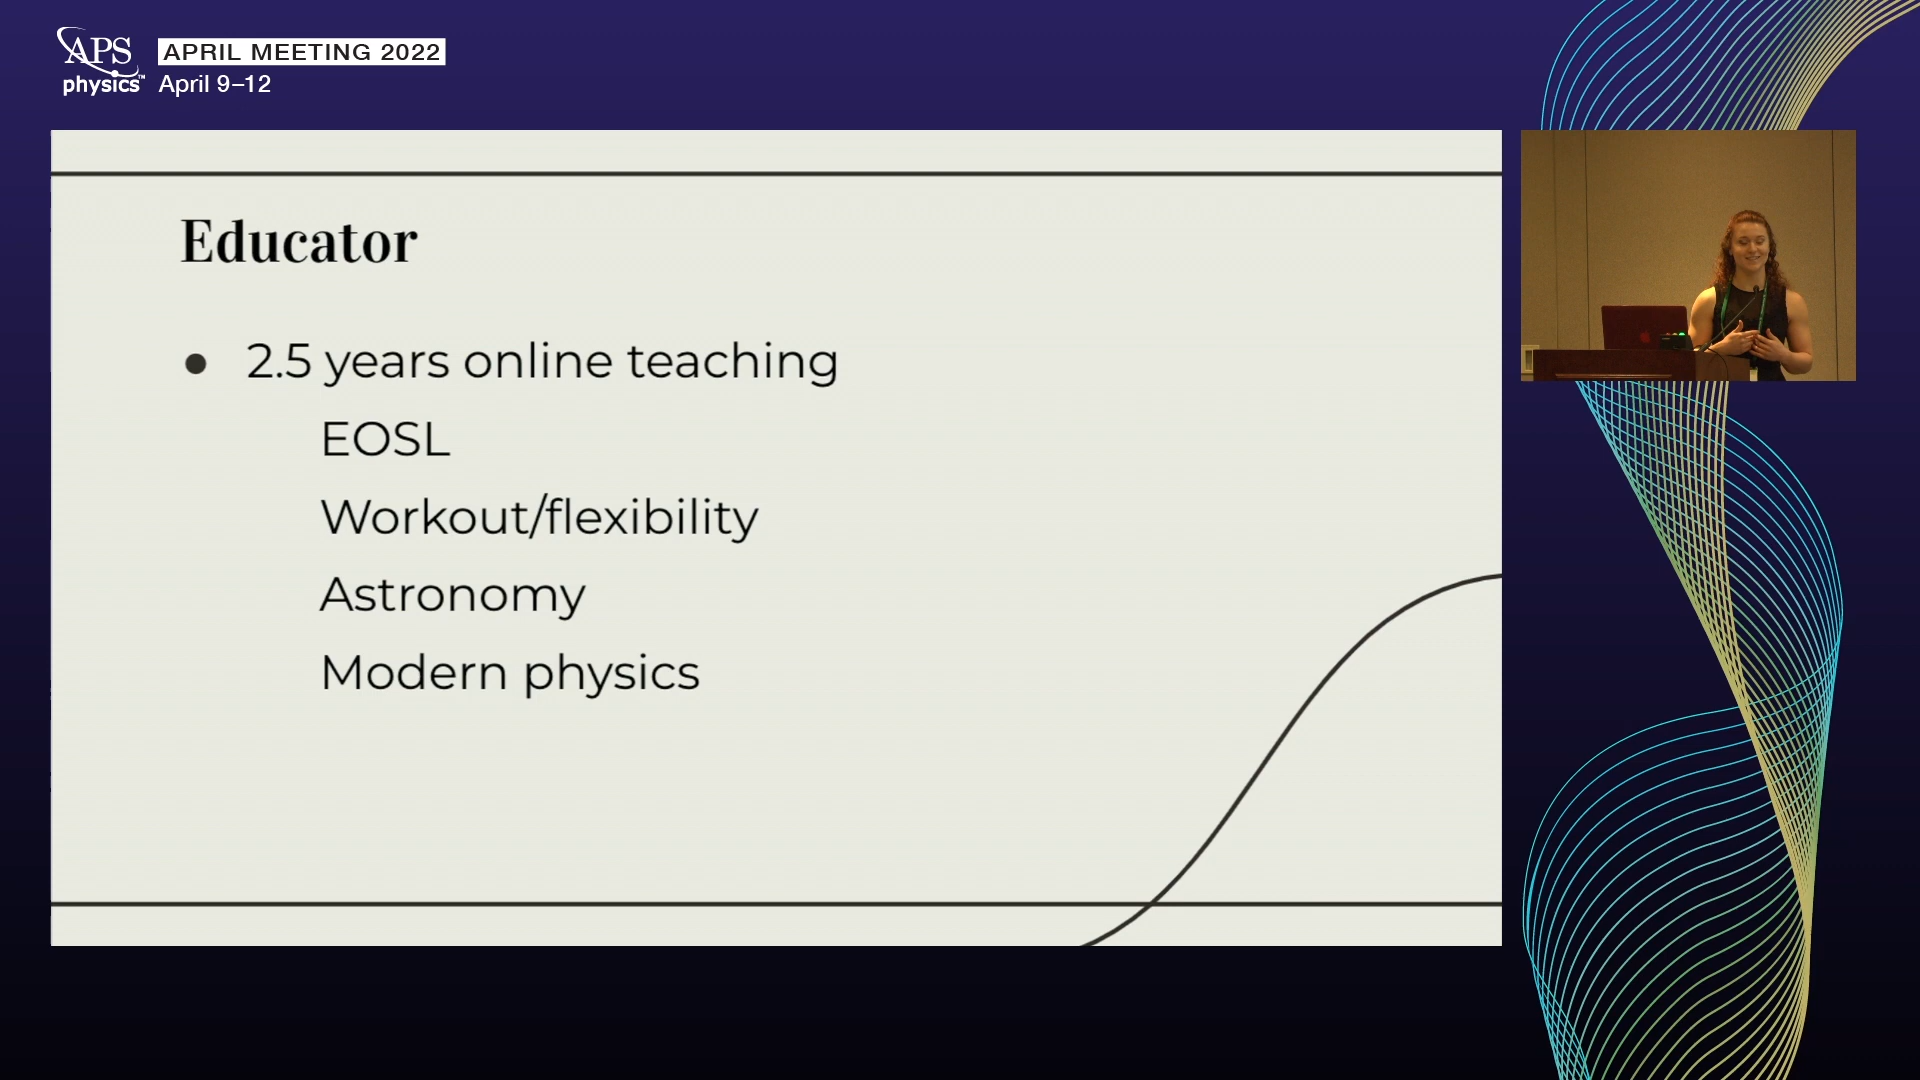 APS
physics™
APRIL MEETING 2022
April 9–12
Educator
● 2.5 years online teaching
EOSL
Workout/flexibility
Astronomy
Modern physics